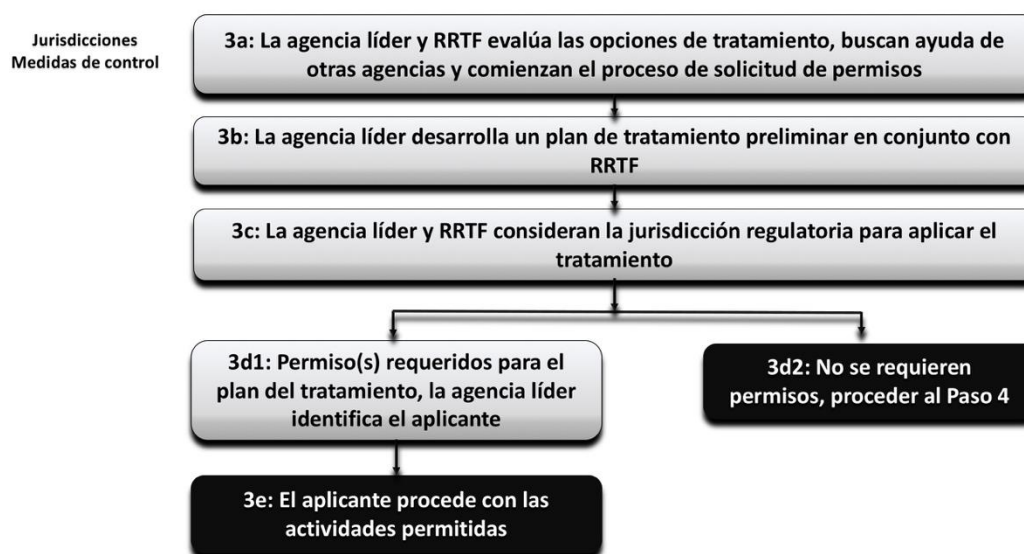 Jurisdicciones
Medidas de control
3a: La agencia líder y RRTF evalúa las opciones de tratamiento, buscan ayuda de
otras agencias y comienzan el proceso de solicitud de permisos
3b: La agencia líder desarrolla un plan de tratamiento preliminar en conjunto con
RRTF
3c: La agencia líder y RRTF consideran la jurisdicción regulatoria para aplicar el
tratamiento
3d1: Permiso(s) requeridos para el
plan del tratamiento, la agencia líder
identifica el aplicante
3d2: No se requieren
permisos, proceder al Paso 4
3e: El aplicante procede con las
actividades permitidas